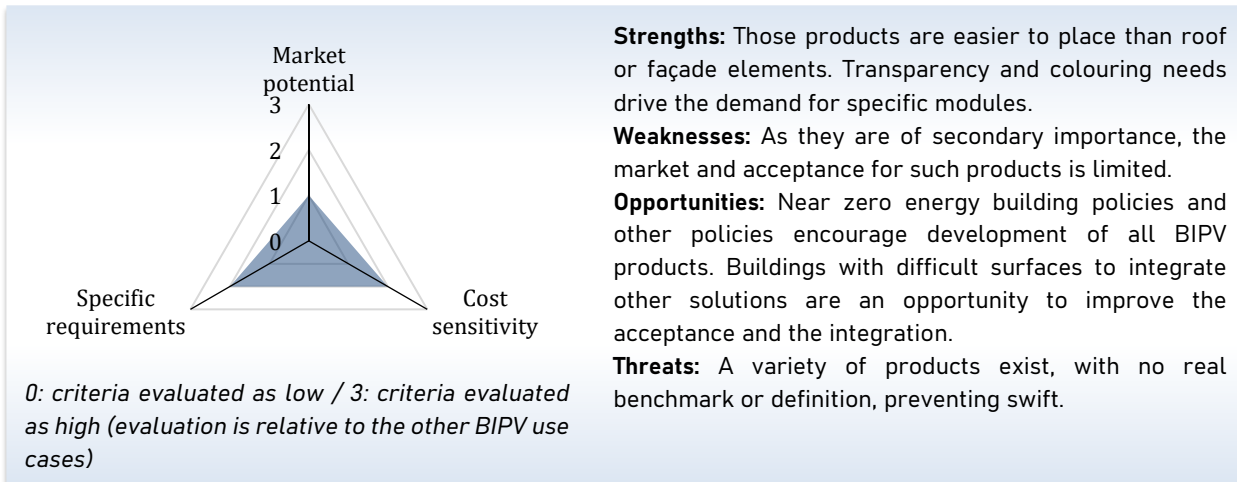 Market
potential
3
2
1
0
Specific
requirements
Cost
sensitivity
0: criteria evaluated as low / 3: criteria evaluated
as high (evaluation is relative to the other BIPV use
cases)
Strengths: Those products are easier to place than roof
or façade elements. Transparency and colouring needs
drive the demand for specific modules.
Weaknesses: As they are of secondary importance, the
market and acceptance for such products is limited.
Opportunities: Near zero energy building policies and
other policies encourage development of all BIPV
products. Buildings with difficult surfaces to integrate
other solutions are an opportunity to improve the
acceptance and the integration.
Threats: A variety of products exist, with no real
benchmark or definition, preventing swift.